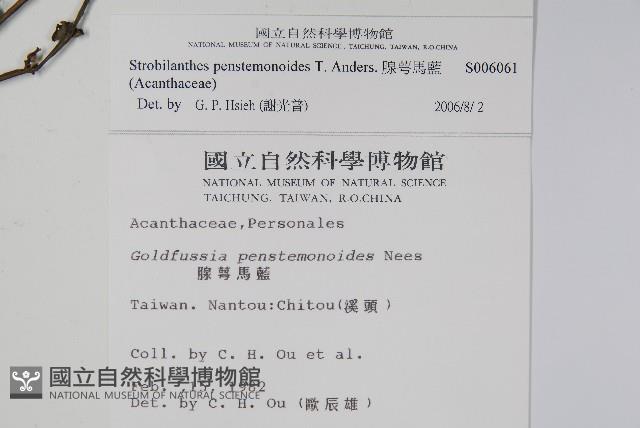 國立自然科學博物館
NATIONAL MUSEUM OF NATURAL SCIENCE, TAICHUNG, TAIWAN, R.O.CHINA
Strobilanthes penstemonoides T. Anders. 腺萼馬藍 S006061
(Acanthaceae)
Det. by G. P. Hsieh (謝光普) 2006/8/2
國立自然科學博物館
NATIONAL MUSEUM OF NATURAL SCIENCE
TAICHUNG, TAIWAN, R.O.CHINA
Acanthaceae,Personales
Goldfussia penstemonoides Nees
腺萼馬藍
Taiwan. Nantou:Chitou(溪頭)
Coll. by C. H. Ou et al.
國立自然科學博物館
Feb. 15, 1982
NATIONAL MUSEUM OF NATURAL SCIENCE
Det. by C. H. Ou (歐辰雄)